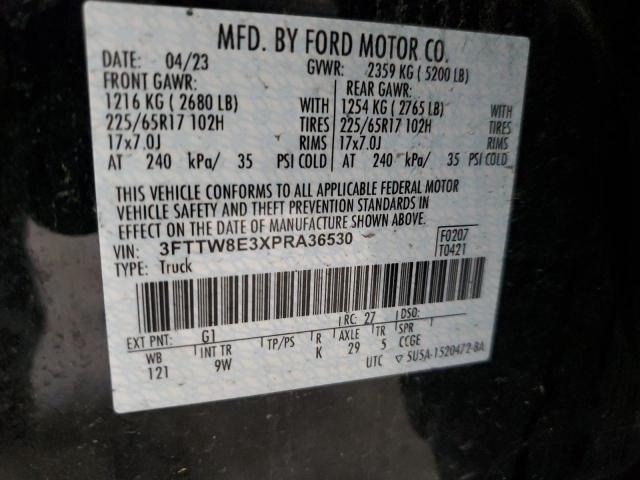 MFD. BY FORD MOTOR CO.
DATE: 04/23 GVWR: 2359 KG ( 5200 LB)
FRONT GAWR: REAR GAWR:
1216 KG ( 2680 LB) WITH 1254 KG ( 2765 LB) WITH
225/65R17 102H TIRES 225/65R17 102H TIRES
17x7.0J RIMS 17x7.0J RIMS
AT 240 kPa/ 35 PSI COLD AT 240 kPa/ 35 PSI COLD
THIS VEHICLE CONFORMS TO ALL APPLICABLE FEDERAL MOTOR
VEHICLE SAFETY AND THEFT PREVENTION STANDARDS IN
EFFECT ON THE DATE OF MANUFACTURE SHOWN ABOVE.
VIN: 3FTTW8E3XPRA36530 F0207
TYPE: Truck T0421
EXT PNT: G1 RC: 27 DSO:
WB INT TR TP/PS R AXLE TR SPR
121 9W K 29 5 CCGE
UTC ▽ 5U5A-1520472-BA